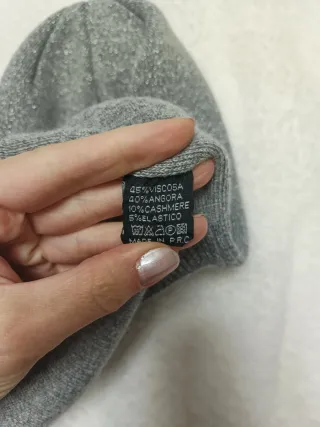 45%VISCOSA
40%ANGORA
10%CASHMERE
5%ELASTICO
MADE IN P.R.C